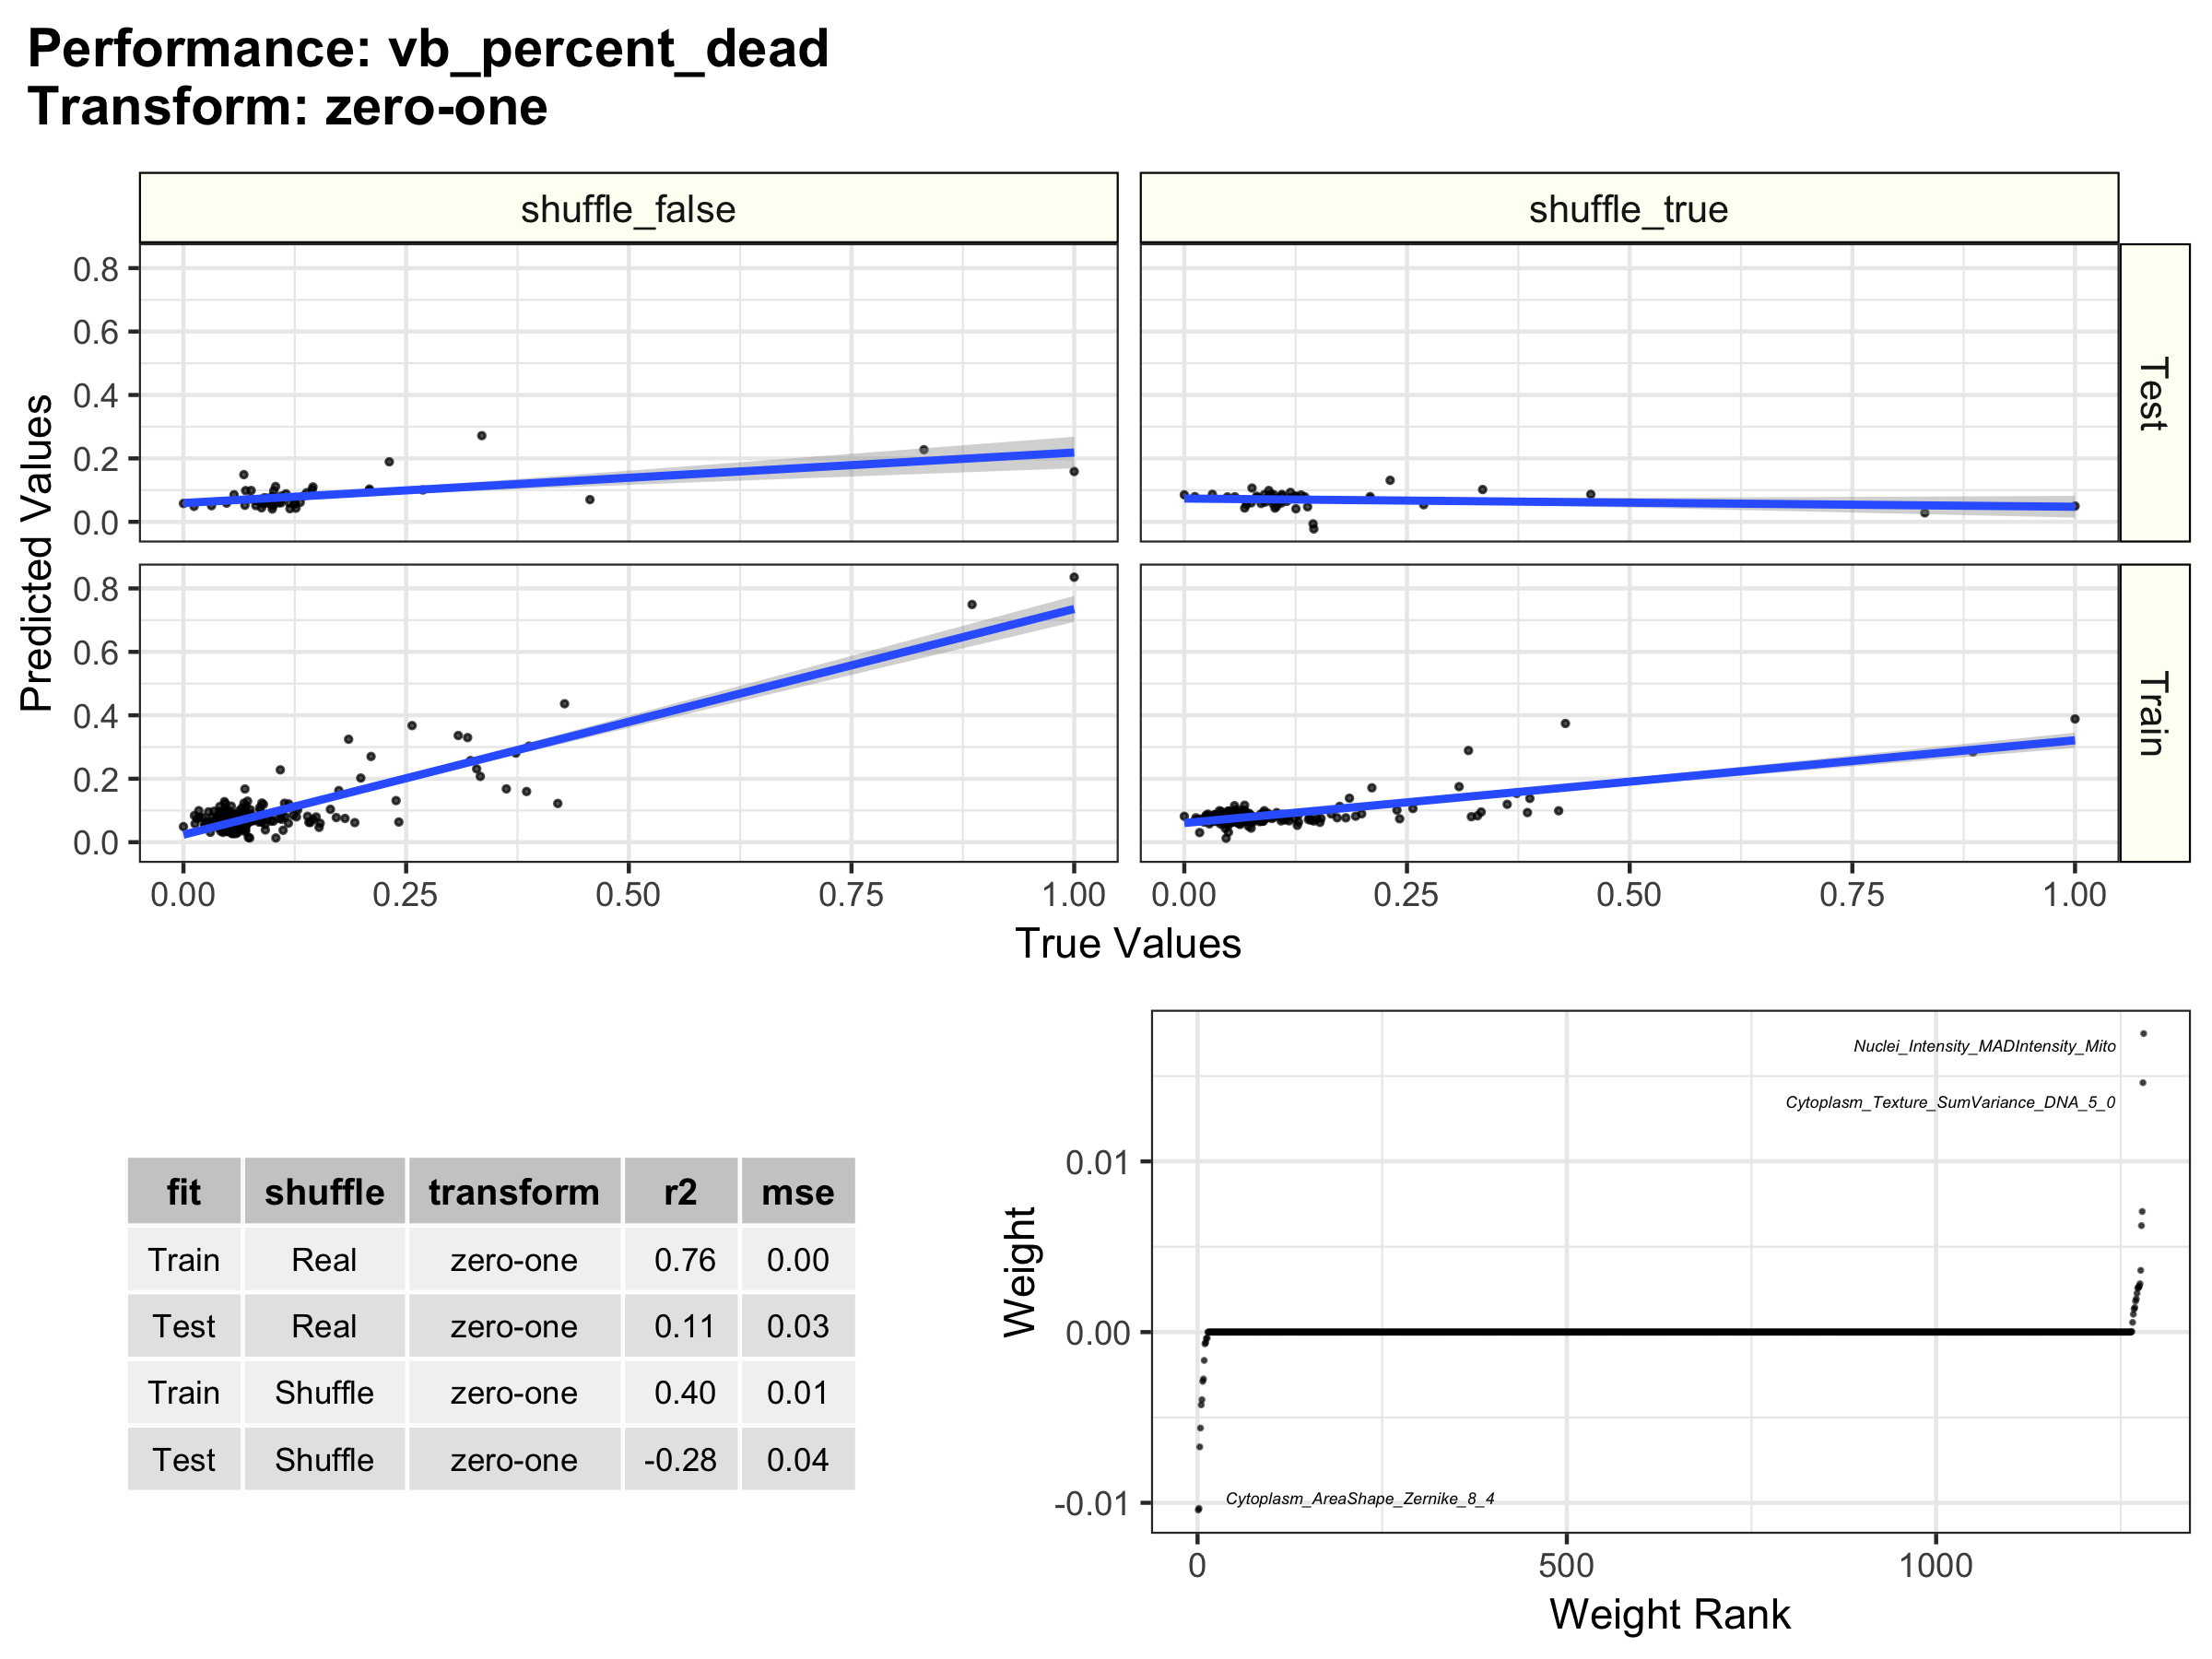 Performance: vb_percent_dead
Transform: zero-one
shuffle_false
shuffle_true
0.8
0.6
0.4
0.2
0.0
Test
Predicted Values
0.8
0.6
0.4
0.2
0.0
Train
0.00 0.25 0.50 0.75 1.00
0.00 0.25 0.50 0.75 1.00
True Values
fit shuffle transform r2 mse
Train Real zero-one 0.76 0.00
Test Real zero-one 0.11 0.03
Train Shuffle zero-one 0.40 0.01
Test Shuffle zero-one -0.28 0.04
Nuclei_Intensity_MADIntensity_Mito
Cytoplasm_Texture_SumVariance_DNA_5_0
Cytoplasm_AreaShape_Zernike_8_4
Weight
0.01
0.00
-0.01
0 500 1000
Weight Rank